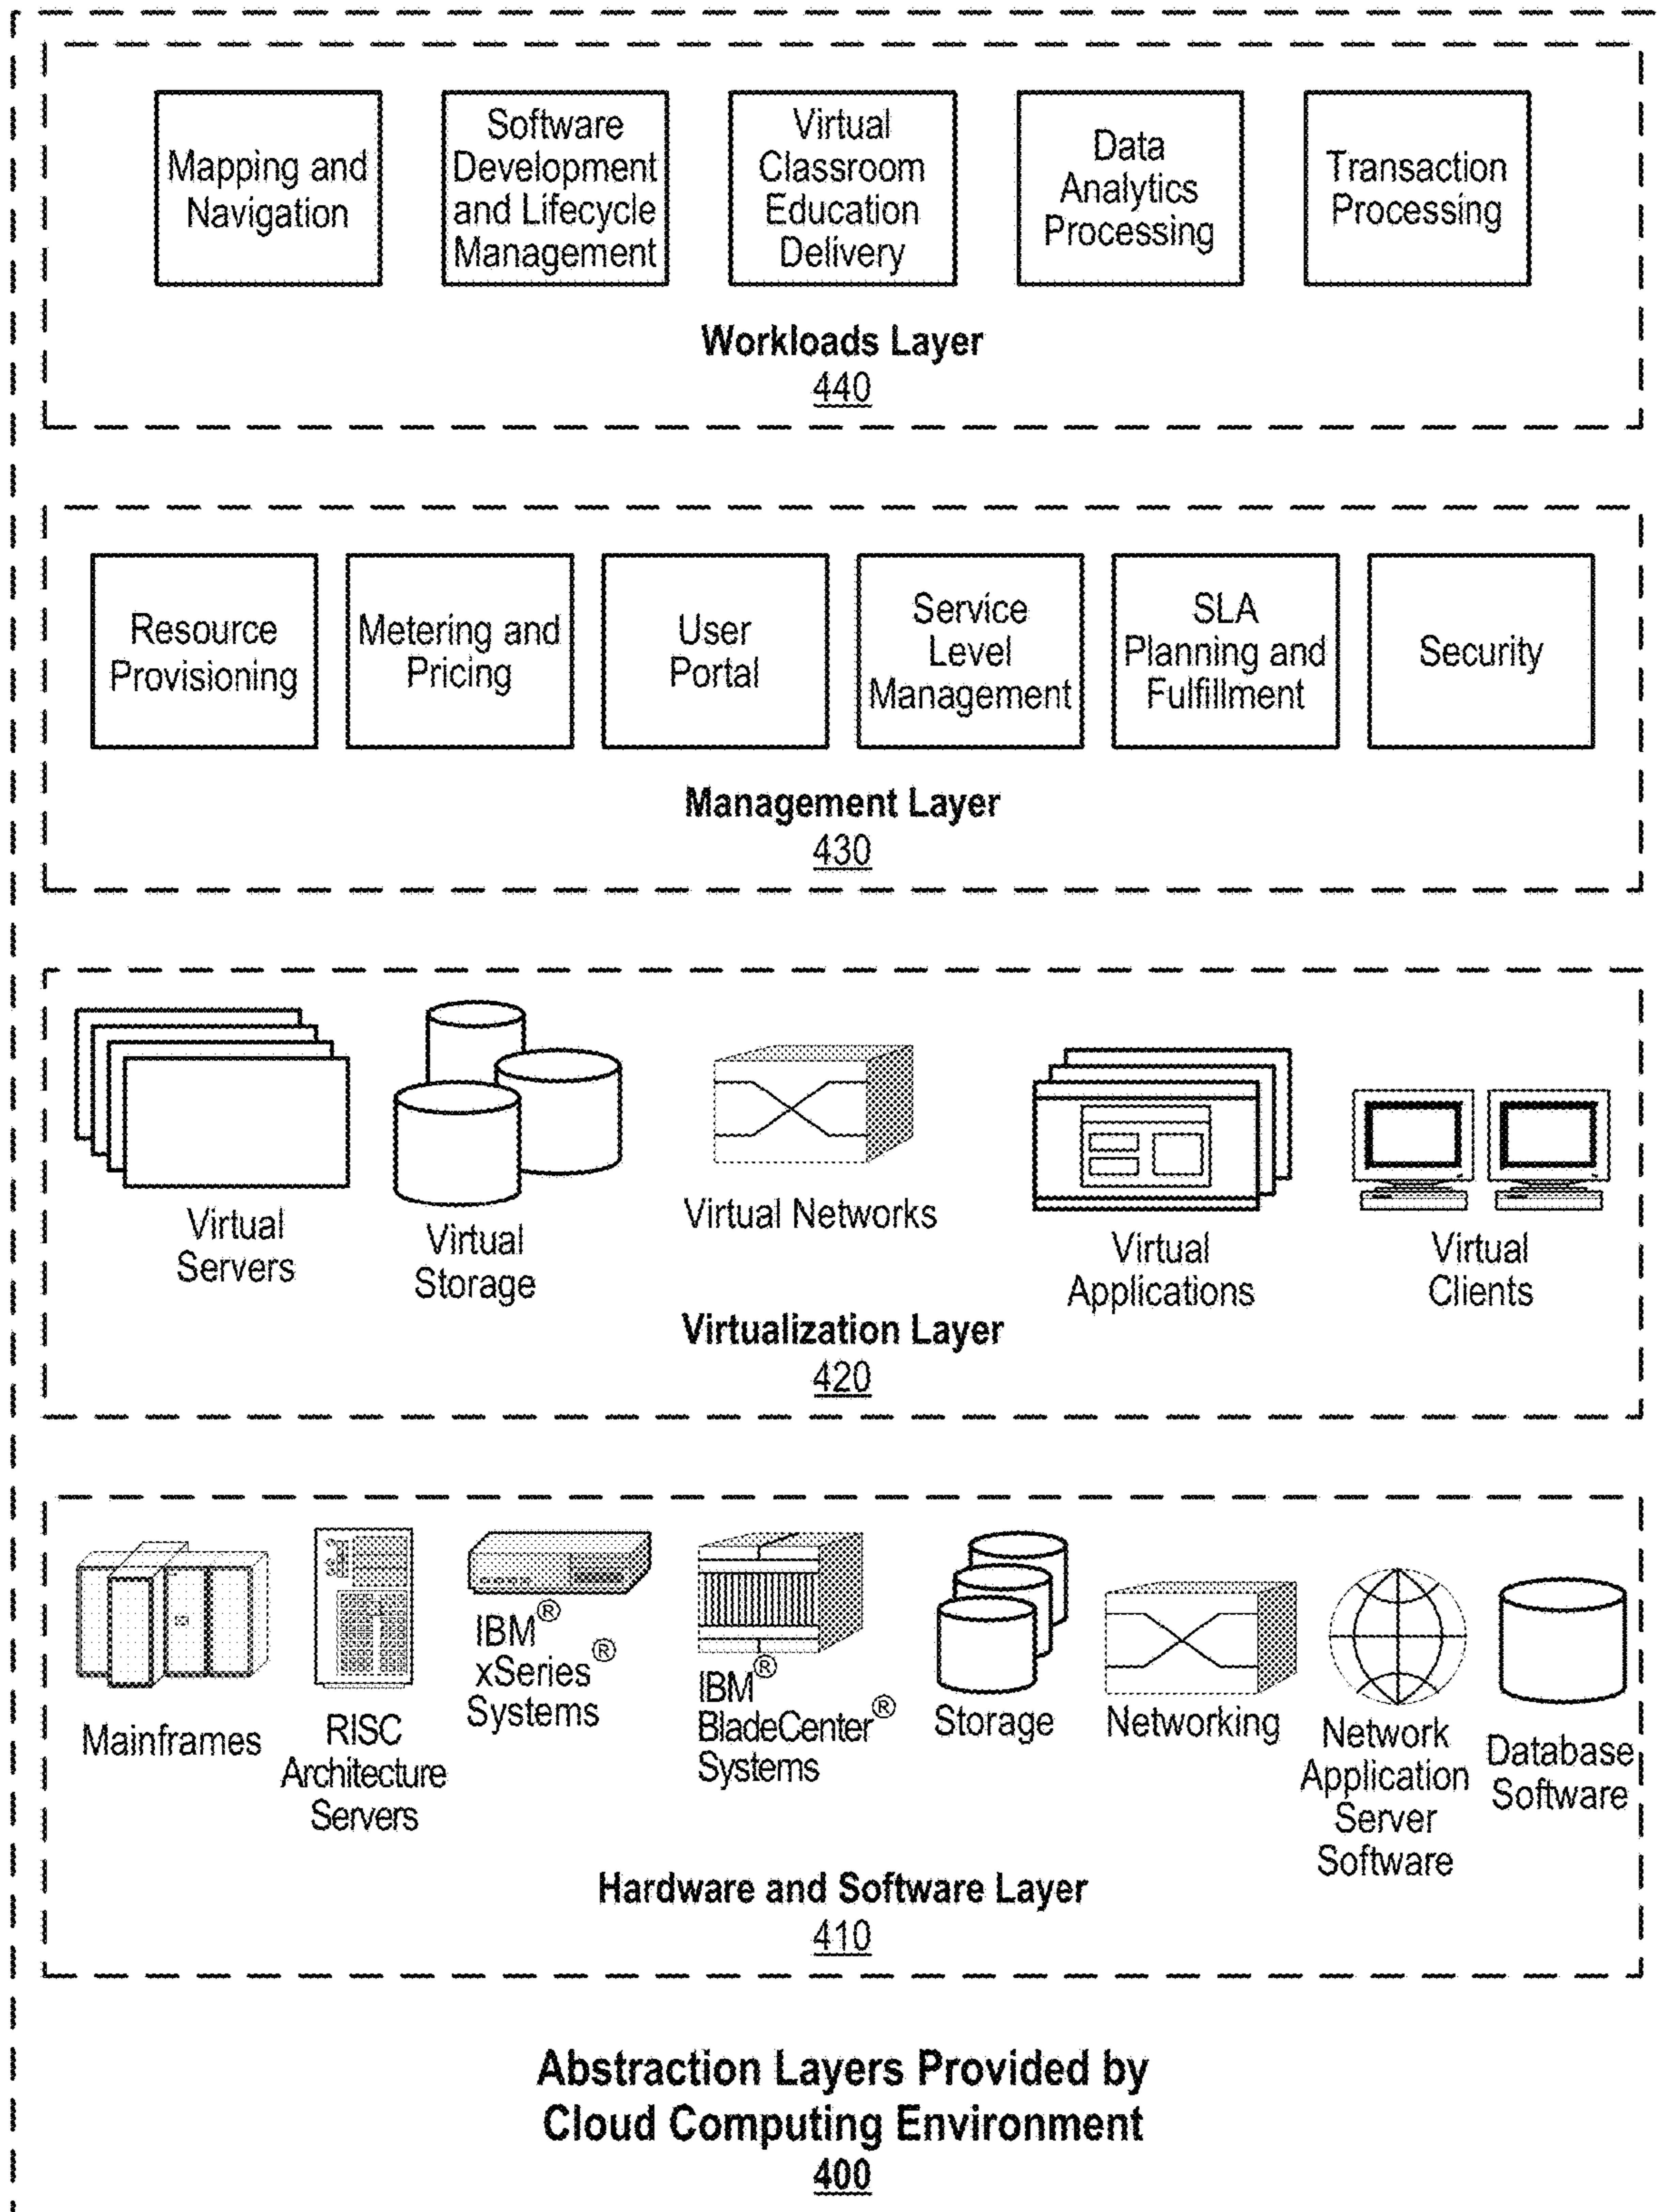 Mapping and
Navigation
Software
Development
and Lifecycle
Management
Virtual
Classroom
Education
Delivery
Data
Analytics
Processing
Transaction
Processing
Workloads Layer
440
Resource
Provisioning
Metering and
Pricing
User
Portal
Service
Level
Management
SLA
Planning and
Fulfillment
Security
Management Layer
430
Virtual
Servers
Virtual
Storage
Virtual Networks
Virtual
Applications
Virtual
Clients
Virtualization Layer
420
Mainframes
RISC
Architecture
Servers
IBM®
xSeries®
Systems
IBM®
BladeCenter®
Systems
Storage
Networking
Network
Application
Server
Software
Database
Software
Hardware and Software Layer
410
Abstraction Layers Provided by
Cloud Computing Environment
400